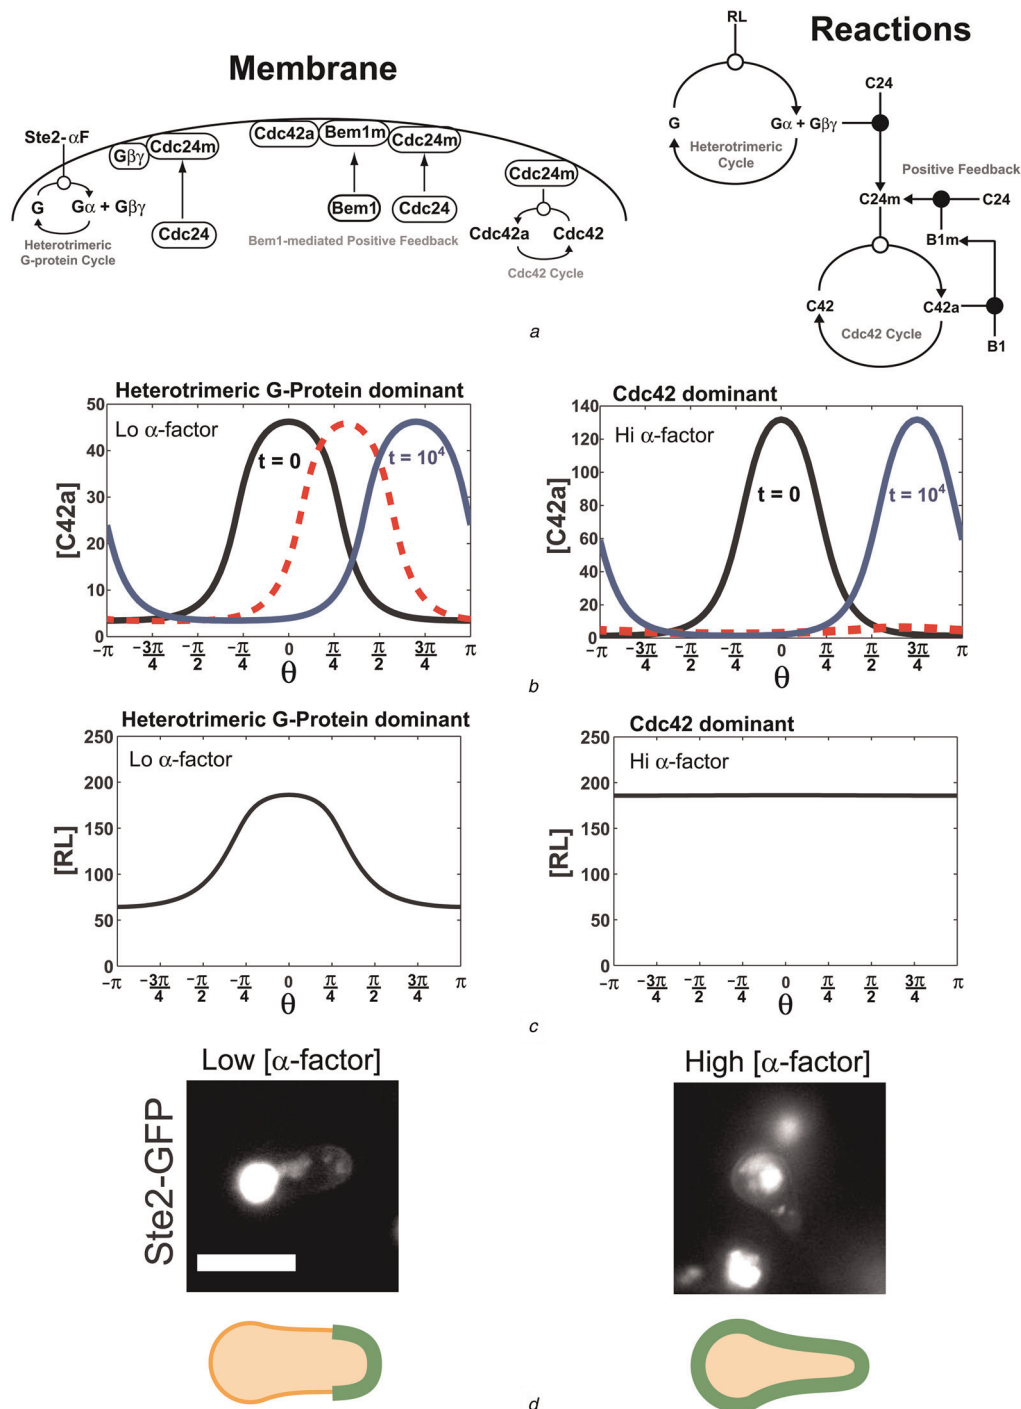 Membrane
Ste2-αF
Gβγ
Cdc24m
G
Gα + Gβγ
Cdc24
Heterotrimeric
G-protein Cycle
Cdc42a
Bem1m
Cdc24m
Bem1
Cdc24
Bem1-mediated Positive Feedback
Cdc24m
Cdc42a
Cdc42
Cdc42 Cycle
Reactions
RL
C24
G
Gα + Gβγ
Heterotrimeric
Cycle
Positive Feedback
C24m
C24
B1m
C42
C42a
Cdc42 Cycle
B1
a
Heterotrimeric G-Protein dominant
Lo α-factor
t = 0
t = 10⁴
[C42a]
50
40
30
20
10
0
−π −3π/4 −π/2 −π/4 0 π/4 π/2 3π/4 π
θ
Cdc42 dominant
Hi α-factor
t = 0
t = 10⁴
[C42a]
140
120
100
80
60
40
20
0
−π −3π/4 −π/2 −π/4 0 π/4 π/2 3π/4 π
θ
b
Heterotrimeric G-Protein dominant
Lo α-factor
[RL]
250
200
150
100
50
0
−π −3π/4 −π/2 −π/4 0 π/4 π/2 3π/4 π
θ
Cdc42 dominant
Hi α-factor
[RL]
250
200
150
100
50
0
−π −3π/4 −π/2 −π/4 0 π/4 π/2 3π/4 π
θ
c
Low [α-factor]
High [α-factor]
Ste2-GFP
d